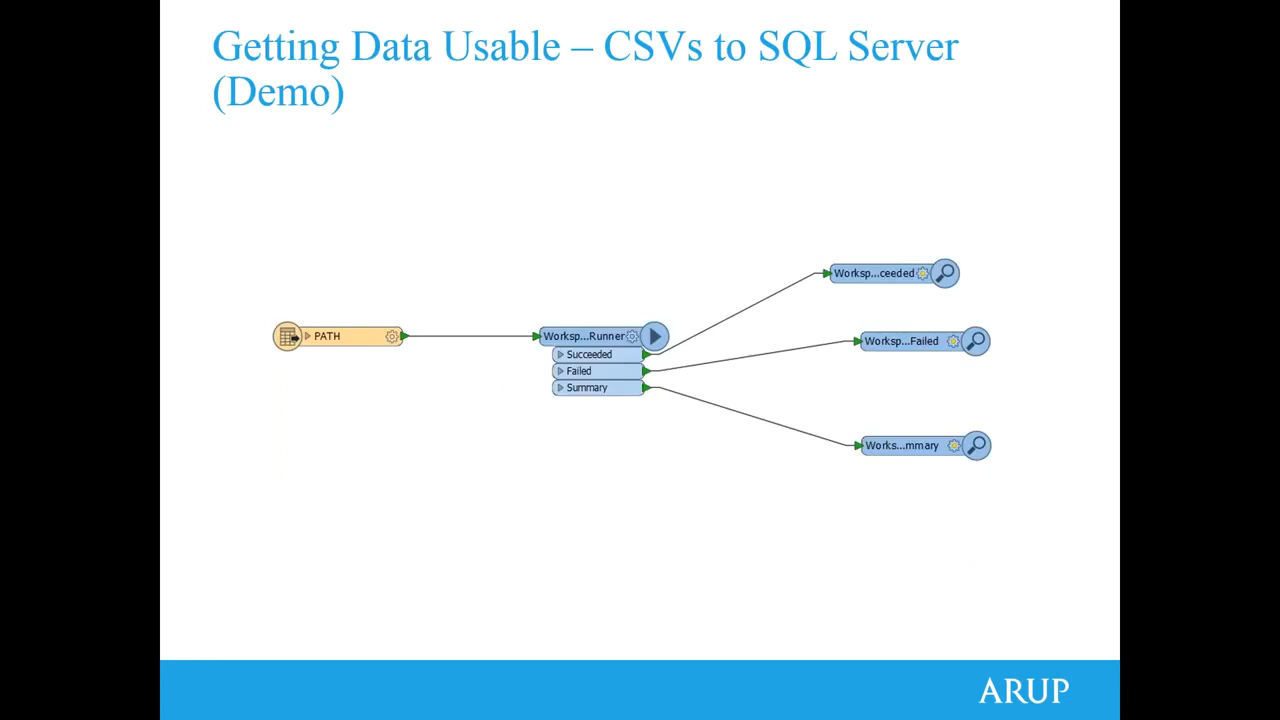 Getting Data Usable – CSVs to SQL Server
(Demo)
Worksp...ceeded
PATH
Worksp...Runner
Worksp...Failed
Succeeded
Failed
Summary
Works...mmary
ARUP